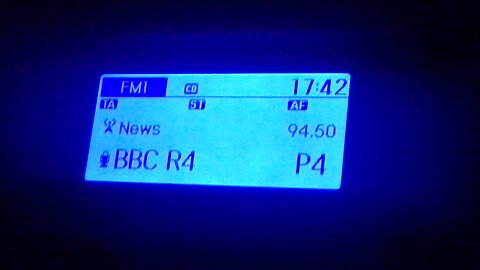 FM1 CD 17:42
TA ST AF
News 94.50
BBC R4 P4